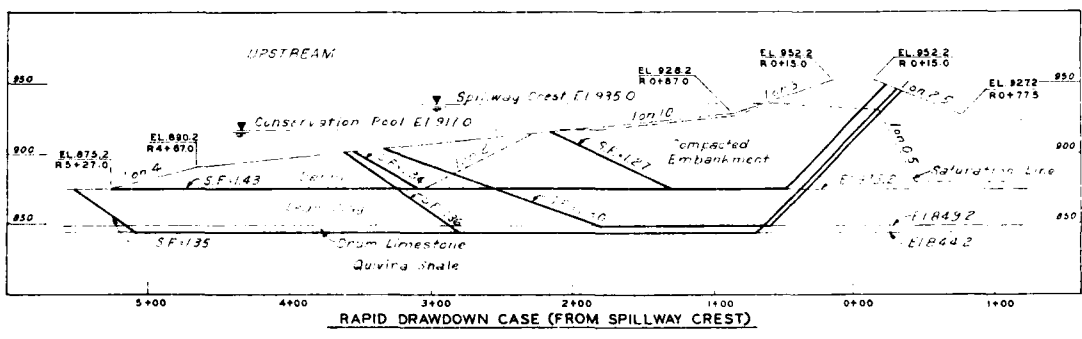 UPSTREAM
EL. 952.2
R 0+15.0
EL. 952.2
R 0+15.0
EL. 928.2
R 0+87.0
EL. 927.2
R 0+77.5
950
950
1 on 3
1 on 2.5
Spillway Crest El 935.0
1 on 10
Conservation Pool El 917.0
EL. 890.2
R 4+67.0
EL. 875.2
R 5+27.0
1 on 4
900
900
1 on 2
S.F.=1.27
Compacted
Embankment
1 on 0.5
Saturation Line
S.F.=1.43
Berm
El 875.2
850
850
El 849.2
El 844.2
S.F.=1.35
Drum Limestone
Quivira Shale
5+00
4+00
3+00
2+00
1+00
0+00
1+00
RAPID DRAWDOWN CASE (FROM SPILLWAY CREST)